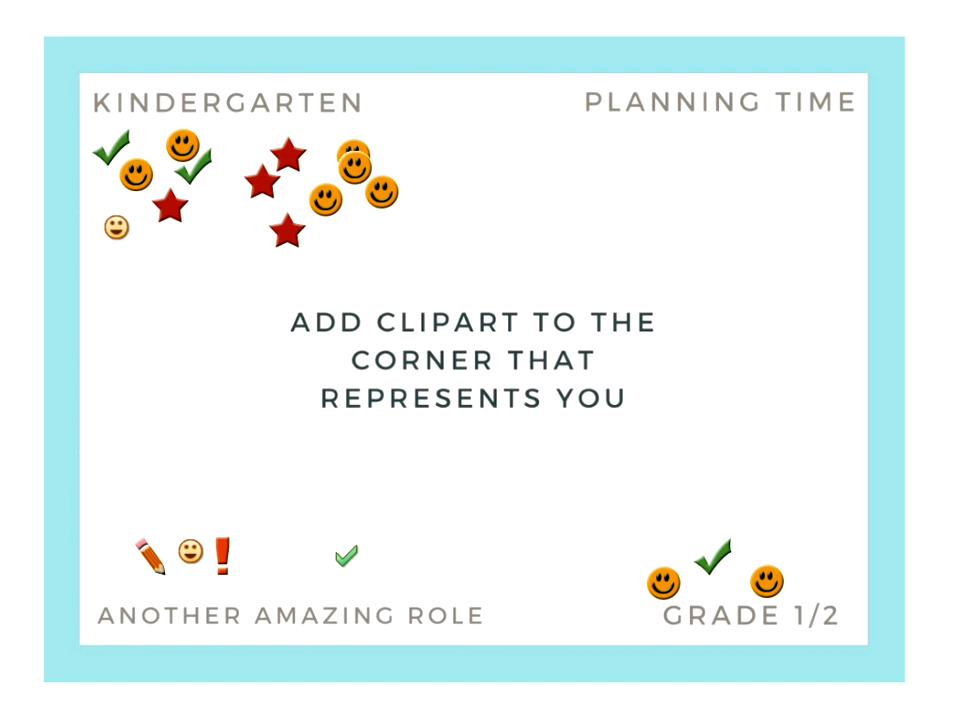 KINDERGARTEN
PLANNING TIME
ADD CLIPART TO THE
CORNER THAT
REPRESENTS YOU
ANOTHER AMAZING ROLE
GRADE 1/2